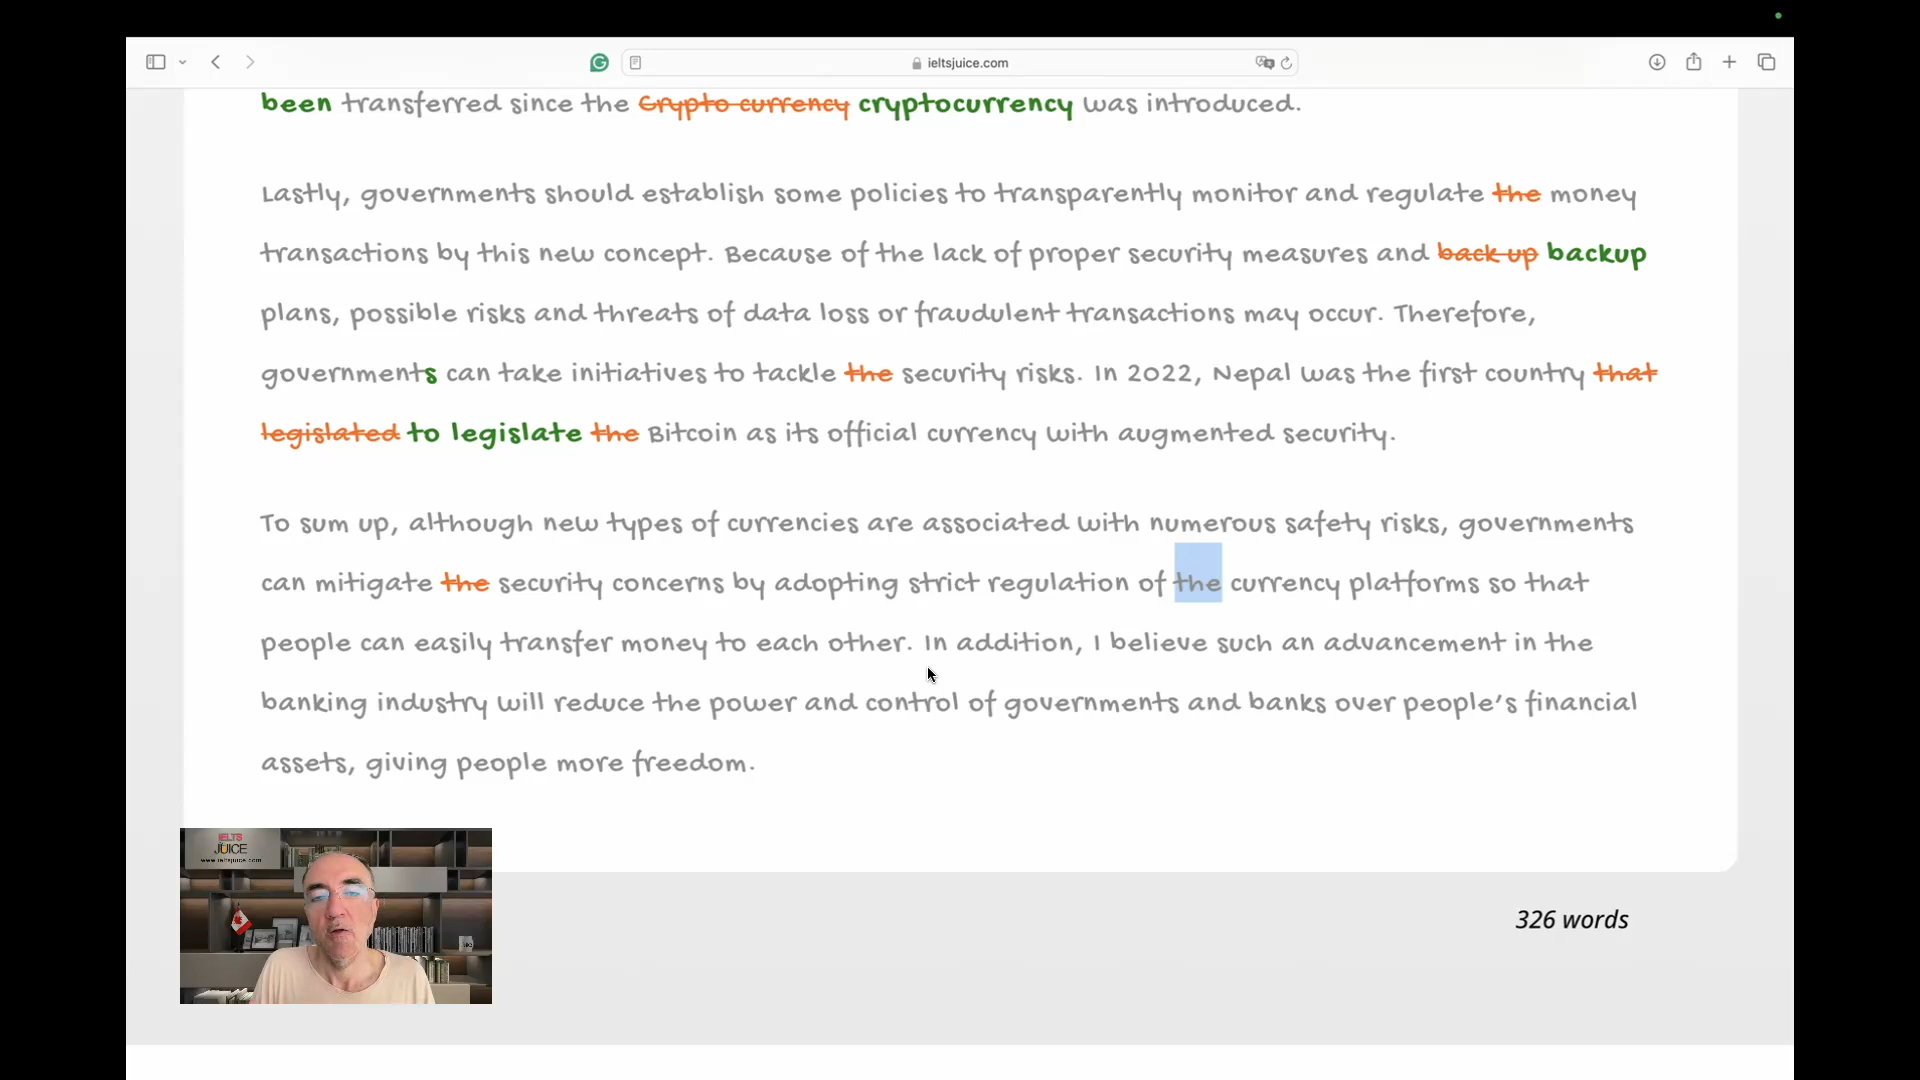 ieltsjuice.com
been transferred since the Crypto currency cryptocurrency was introduced.
Lastly, governments should establish some policies to transparently monitor and regulate the money
transactions by this new concept. Because of the lack of proper security measures and back up backup
plans, possible risks and threats of data loss or fraudulent transactions may occur. Therefore,
governments can take initiatives to tackle the security risks. In 2022, Nepal was the first country that
legislated to legislate the Bitcoin as its official currency with augmented security.
To sum up, although new types of currencies are associated with numerous safety risks, governments
can mitigate the security concerns by adopting strict regulation of the currency platforms so that
people can easily transfer money to each other. In addition, I believe such an advancement in the
banking industry will reduce the power and control of governments and banks over people's financial
assets, giving people more freedom.
IELTS
JUICE
www.ieltsjuice.com
326 words